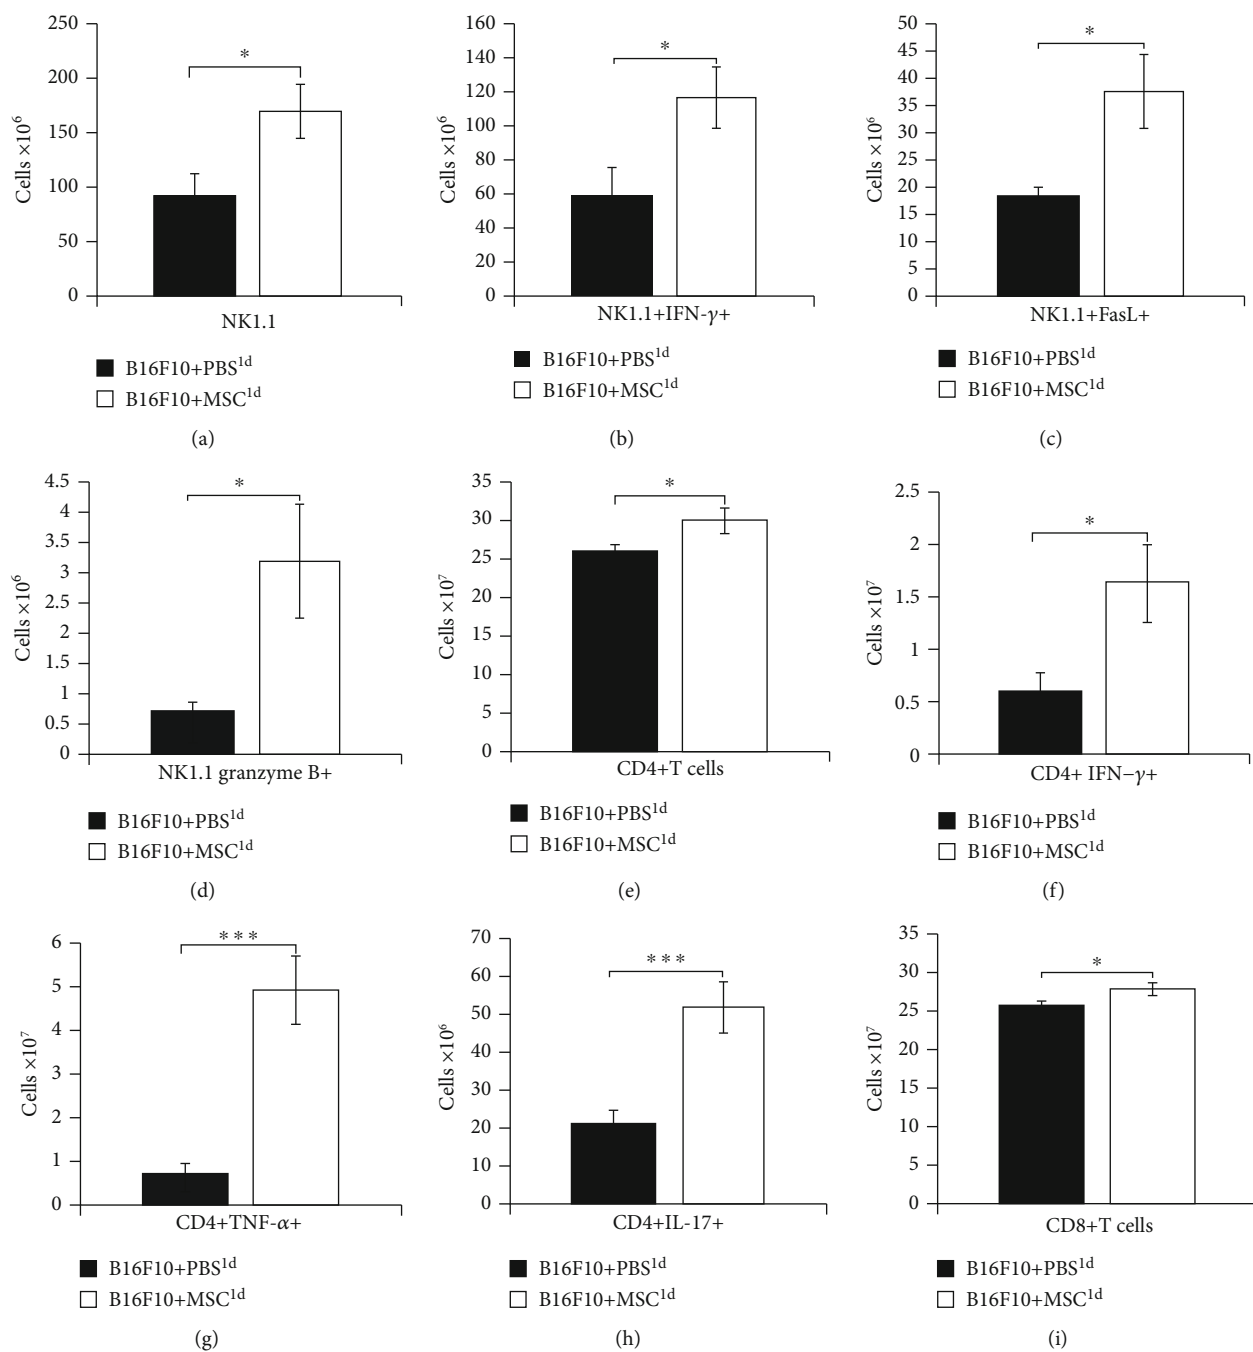 250
200
150
100
50
0
Cells ×10⁶
*
NK1.1
B16F10+PBS¹ᵈ
B16F10+MSC¹ᵈ
(a)
160
140
120
100
80
60
40
20
0
Cells ×10⁶
*
NK1.1+IFN-γ+
B16F10+PBS¹ᵈ
B16F10+MSC¹ᵈ
(b)
50
45
40
35
30
25
20
15
10
5
0
Cells ×10⁶
*
NK1.1+FasL+
B16F10+PBS¹ᵈ
B16F10+MSC¹ᵈ
(c)
4.5
4
3.5
3
2.5
2
1.5
1
0.5
0
Cells ×10⁶
*
NK1.1 granzyme B+
B16F10+PBS¹ᵈ
B16F10+MSC¹ᵈ
(d)
35
30
25
20
15
10
5
0
Cells ×10⁷
*
CD4+T cells
B16F10+PBS¹ᵈ
B16F10+MSC¹ᵈ
(e)
2.5
2
1.5
1
0.5
0
Cells ×10⁷
*
CD4+ IFN−γ+
B16F10+PBS¹ᵈ
B16F10+MSC¹ᵈ
(f)
6
5
4
3
2
1
0
Cells ×10⁷
***
CD4+TNF-α+
B16F10+PBS¹ᵈ
B16F10+MSC¹ᵈ
(g)
70
60
50
40
30
20
10
0
Cells ×10⁶
***
CD4+IL-17+
B16F10+PBS¹ᵈ
B16F10+MSC¹ᵈ
(h)
35
30
25
20
15
10
5
0
Cells ×10⁷
*
CD8+T cells
B16F10+PBS¹ᵈ
B16F10+MSC¹ᵈ
(i)